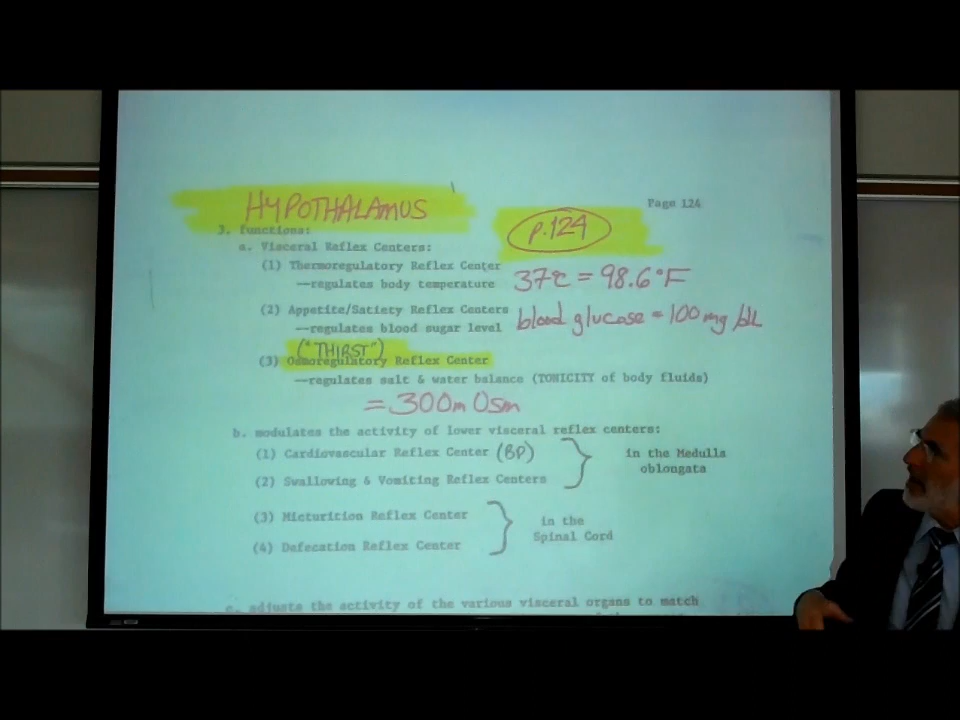 HYPOTHALAMUS
Page 124
3. functions:
p.124
a. Visceral Reflex Centers:
(1) Thermoregulatory Reflex Center
—regulates body temperature 37°C = 98.6°F
(2) Appetite/Satiety Reflex Centers
—regulates blood sugar level blood glucose = 100 mg/dL
("THIRST")
(3) Osmoregulatory Reflex Center
—regulates salt & water balance (TONICITY of body fluids)
= 300m Osm
b. modulates the activity of lower visceral reflex centers:
(1) Cardiovascular Reflex Center (BP)
in the Medulla
oblongata
(2) Swallowing & Vomiting Reflex Centers
(3) Micturition Reflex Center
in the
Spinal Cord
(4) Defecation Reflex Center
c. adjusts the activity of the various visceral organs to match